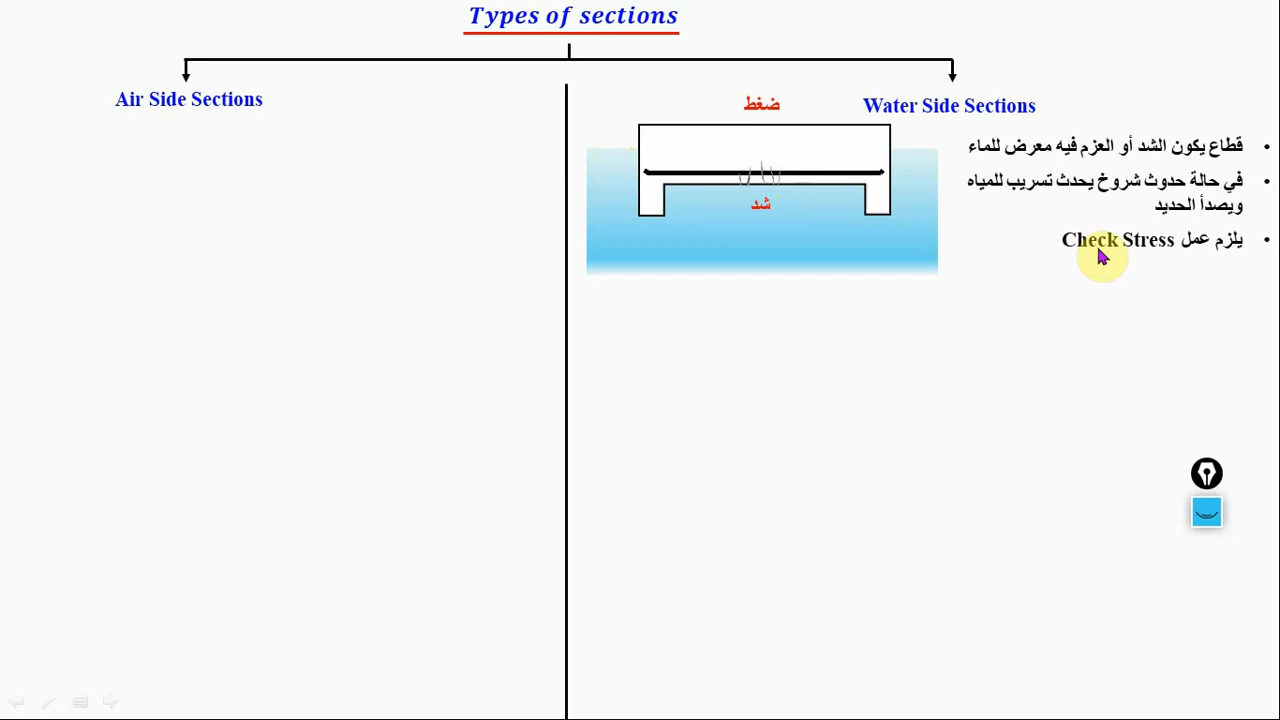 Types of sections
Air Side Sections
Water Side Sections
ضغط
شد
• قطاع يكون الشد أو العزم فيه معرض للماء
• في حالة حدوث شروخ يحدث تسريب للمياه
ويصدأ الحديد
• يلزم عمل Check Stress